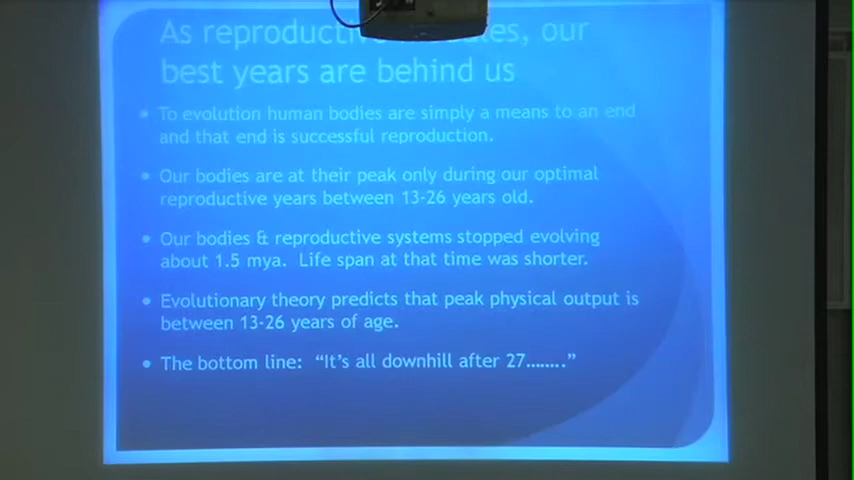 As reproductive, our
best years are behind us
• To evolution human bodies are simply a means to an end
and that end is successful reproduction.
• Our bodies are at their peak only during our optimal
reproductive years between 13-26 years old.
• Our bodies & reproductive systems stopped evolving
about 1.5 mya. Life span at that time was shorter.
• Evolutionary theory predicts that peak physical output is
between 13-26 years of age.
• The bottom line: “It’s all downhill after 27……..”